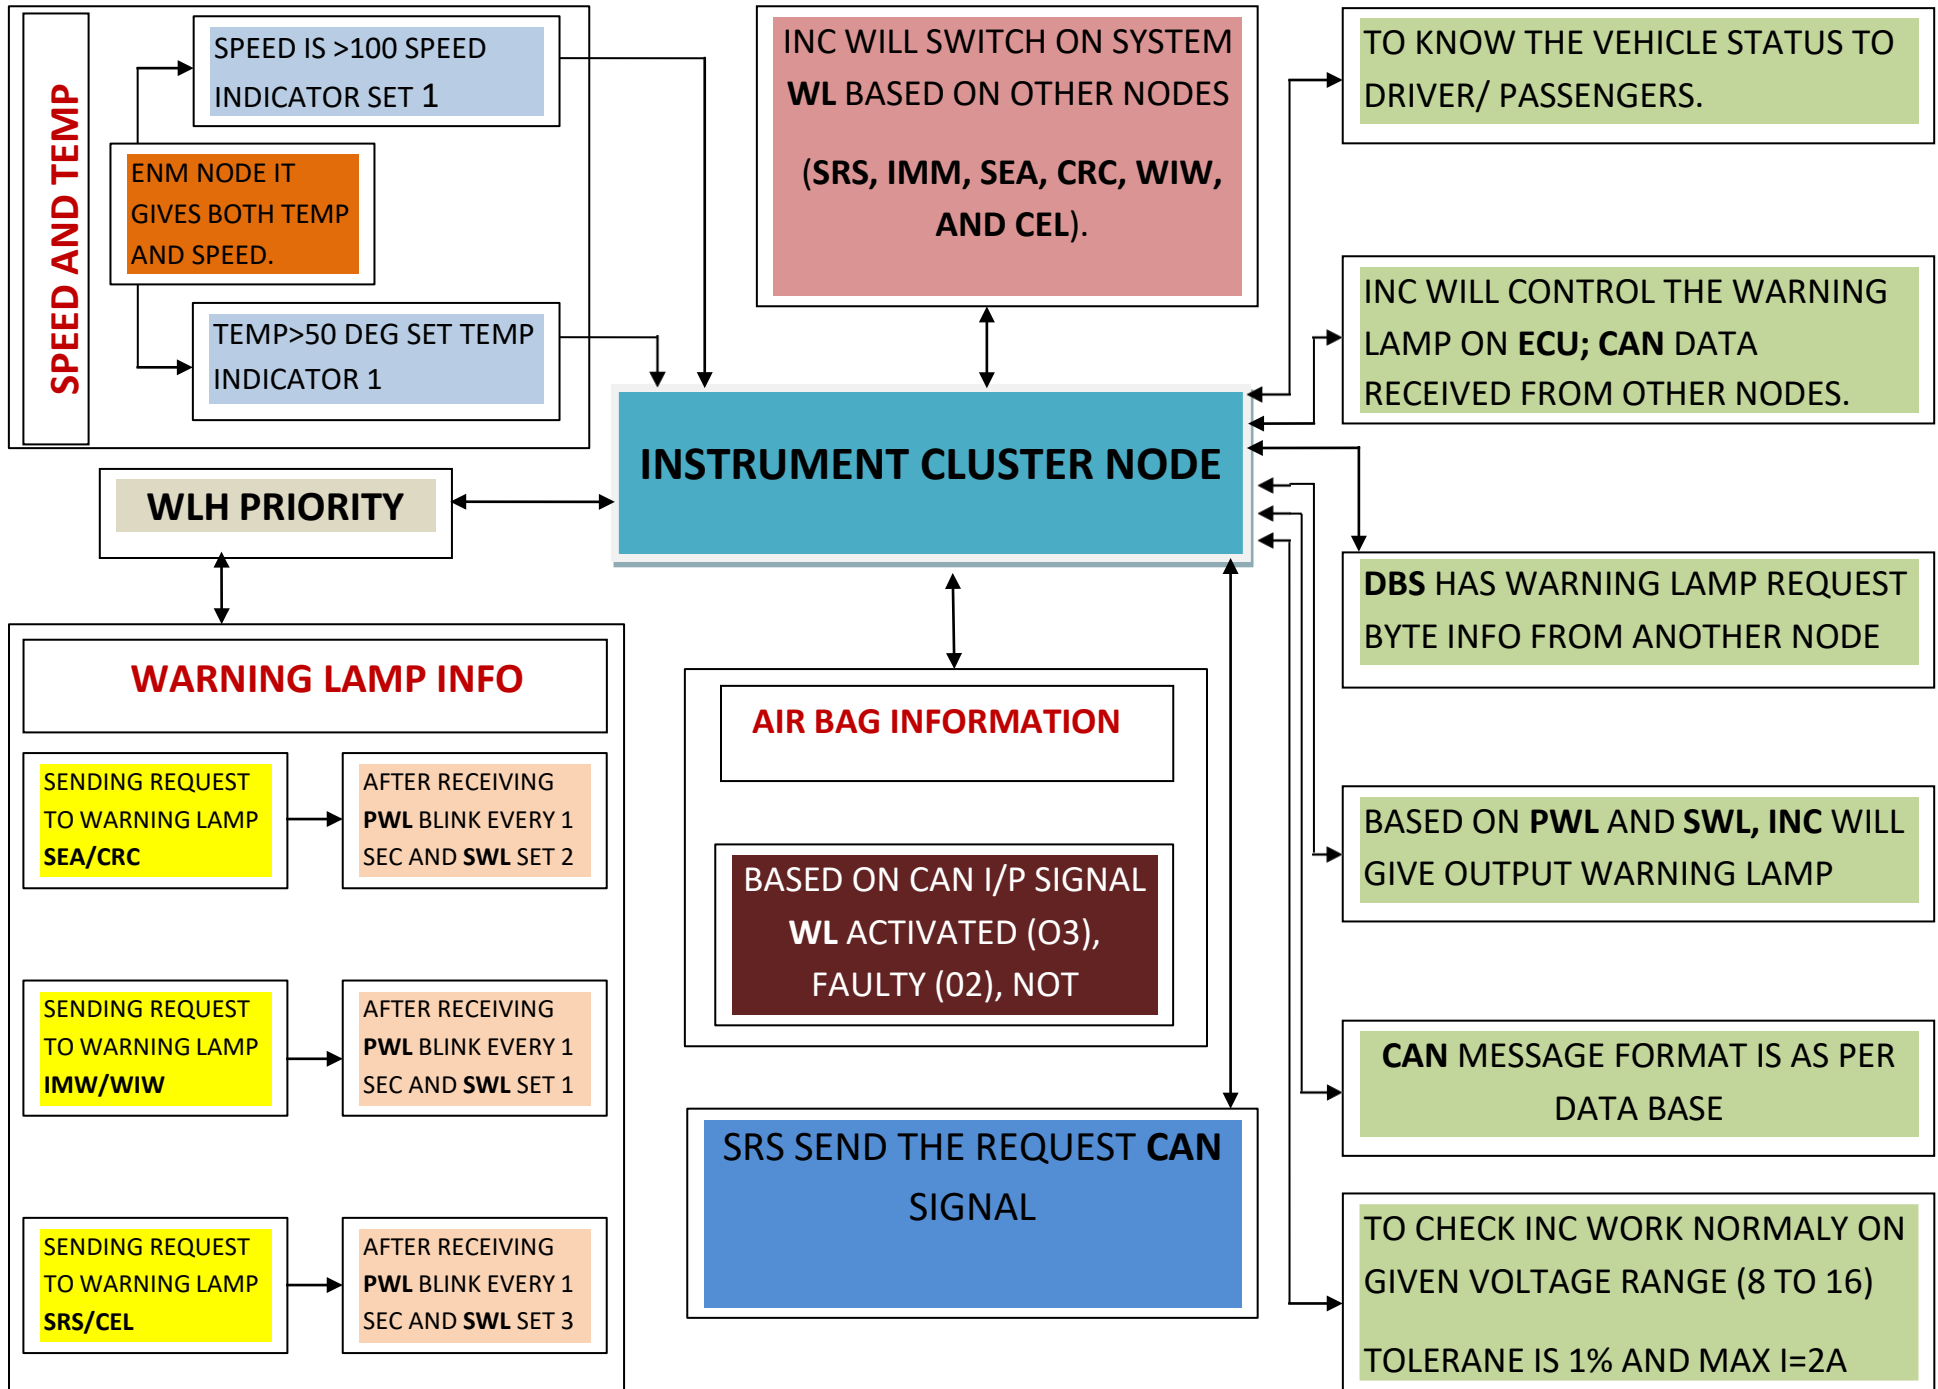 SPEED AND TEMP
SPEED IS >100 SPEED
INDICATOR SET 1
ENM NODE IT
GIVES BOTH TEMP
AND SPEED.
TEMP>50 DEG SET TEMP
INDICATOR 1
INC WILL SWITCH ON SYSTEM
WL BASED ON OTHER NODES
(SRS, IMM, SEA, CRC, WIW,
AND CEL).
TO KNOW THE VEHICLE STATUS TO
DRIVER/ PASSENGERS.
INC WILL CONTROL THE WARNING
LAMP ON ECU; CAN DATA
RECEIVED FROM OTHER NODES.
INSTRUMENT CLUSTER NODE
WLH PRIORITY
DBS HAS WARNING LAMP REQUEST
BYTE INFO FROM ANOTHER NODE
WARNING LAMP INFO
SENDING REQUEST
TO WARNING LAMP
SEA/CRC
AFTER RECEIVING
PWL BLINK EVERY 1
SEC AND SWL SET 2
SENDING REQUEST
TO WARNING LAMP
IMW/WIW
AFTER RECEIVING
PWL BLINK EVERY 1
SEC AND SWL SET 1
SENDING REQUEST
TO WARNING LAMP
SRS/CEL
AFTER RECEIVING
PWL BLINK EVERY 1
SEC AND SWL SET 3
AIR BAG INFORMATION
BASED ON CAN I/P SIGNAL
WL ACTIVATED (O3),
FAULTY (02), NOT
SRS SEND THE REQUEST CAN
SIGNAL
BASED ON PWL AND SWL, INC WILL
GIVE OUTPUT WARNING LAMP
CAN MESSAGE FORMAT IS AS PER
DATA BASE
TO CHECK INC WORK NORMALY ON
GIVEN VOLTAGE RANGE (8 TO 16)
TOLERANE IS 1% AND MAX I=2A